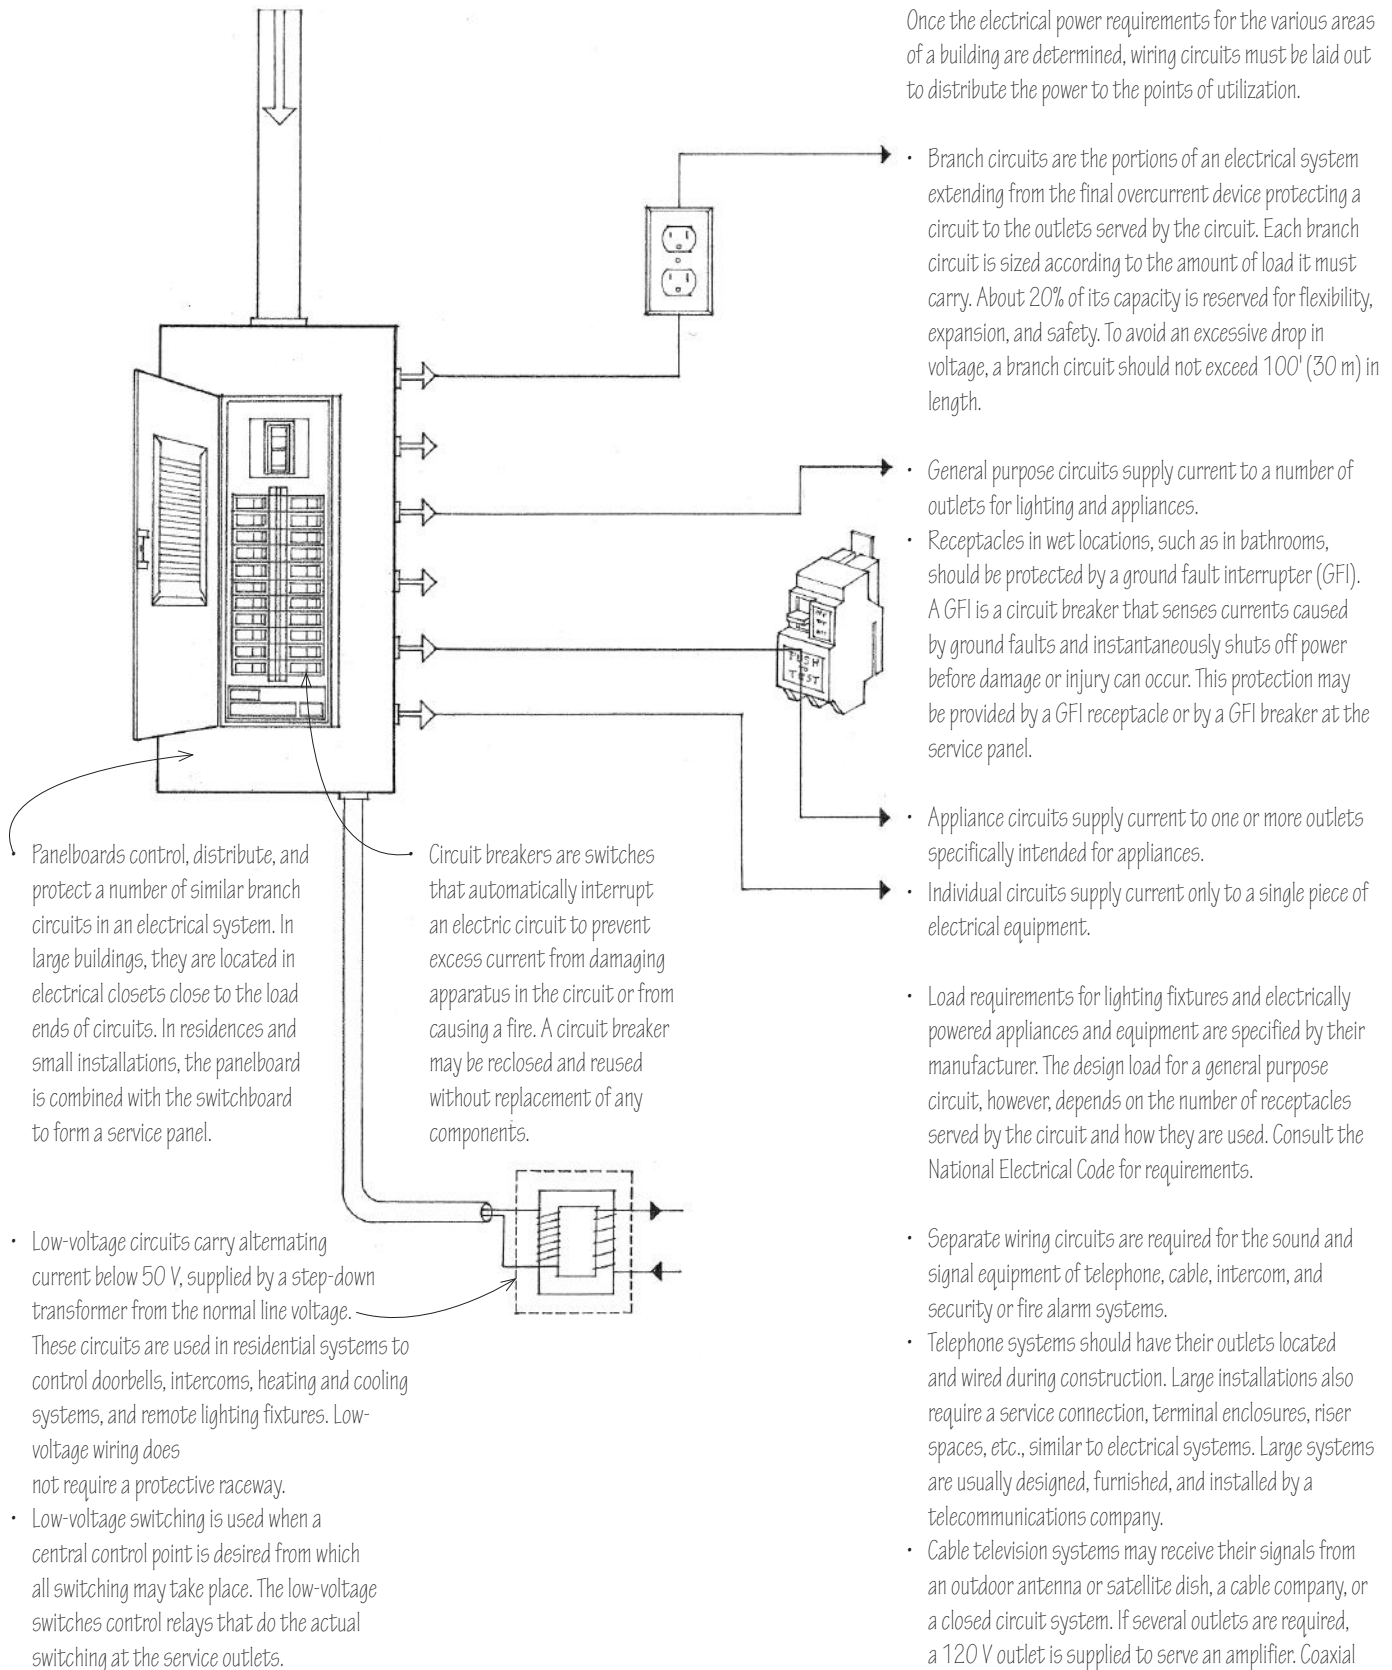 Once the electrical power requirements for the various areas
of a building are determined, wiring circuits must be laid out
to distribute the power to the points of utilization.
• Branch circuits are the portions of an electrical system
extending from the final overcurrent device protecting a
circuit to the outlets served by the circuit. Each branch
circuit is sized according to the amount of load it must
carry. About 20% of its capacity is reserved for flexibility,
expansion, and safety. To avoid an excessive drop in
voltage, a branch circuit should not exceed 100' (30 m) in
length.
• General purpose circuits supply current to a number of
outlets for lighting and appliances.
• Receptacles in wet locations, such as in bathrooms,
should be protected by a ground fault interrupter (GFI).
A GFI is a circuit breaker that senses currents caused
by ground faults and instantaneously shuts off power
before damage or injury can occur. This protection may
be provided by a GFI receptacle or by a GFI breaker at the
service panel.
PUSH
TO
TEST
• Appliance circuits supply current to one or more outlets
specifically intended for appliances.
• Individual circuits supply current only to a single piece of
electrical equipment.
• Load requirements for lighting fixtures and electrically
powered appliances and equipment are specified by their
manufacturer. The design load for a general purpose
circuit, however, depends on the number of receptacles
served by the circuit and how they are used. Consult the
National Electrical Code for requirements.
• Separate wiring circuits are required for the sound and
signal equipment of telephone, cable, intercom, and
security or fire alarm systems.
• Telephone systems should have their outlets located
and wired during construction. Large installations also
require a service connection, terminal enclosures, riser
spaces, etc., similar to electrical systems. Large systems
are usually designed, furnished, and installed by a
telecommunications company.
• Cable television systems may receive their signals from
an outdoor antenna or satellite dish, a cable company, or
a closed circuit system. If several outlets are required,
a 120 V outlet is supplied to serve an amplifier. Coaxial
• Panelboards control, distribute, and
protect a number of similar branch
circuits in an electrical system. In
large buildings, they are located in
electrical closets close to the load
ends of circuits. In residences and
small installations, the panelboard
is combined with the switchboard
to form a service panel.
• Circuit breakers are switches
that automatically interrupt
an electric circuit to prevent
excess current from damaging
apparatus in the circuit or from
causing a fire. A circuit breaker
may be reclosed and reused
without replacement of any
components.
• Low-voltage circuits carry alternating
current below 50 V, supplied by a step-down
transformer from the normal line voltage.
These circuits are used in residential systems to
control doorbells, intercoms, heating and cooling
systems, and remote lighting fixtures. Low-
voltage wiring does
not require a protective raceway.
• Low-voltage switching is used when a
central control point is desired from which
all switching may take place. The low-voltage
switches control relays that do the actual
switching at the service outlets.